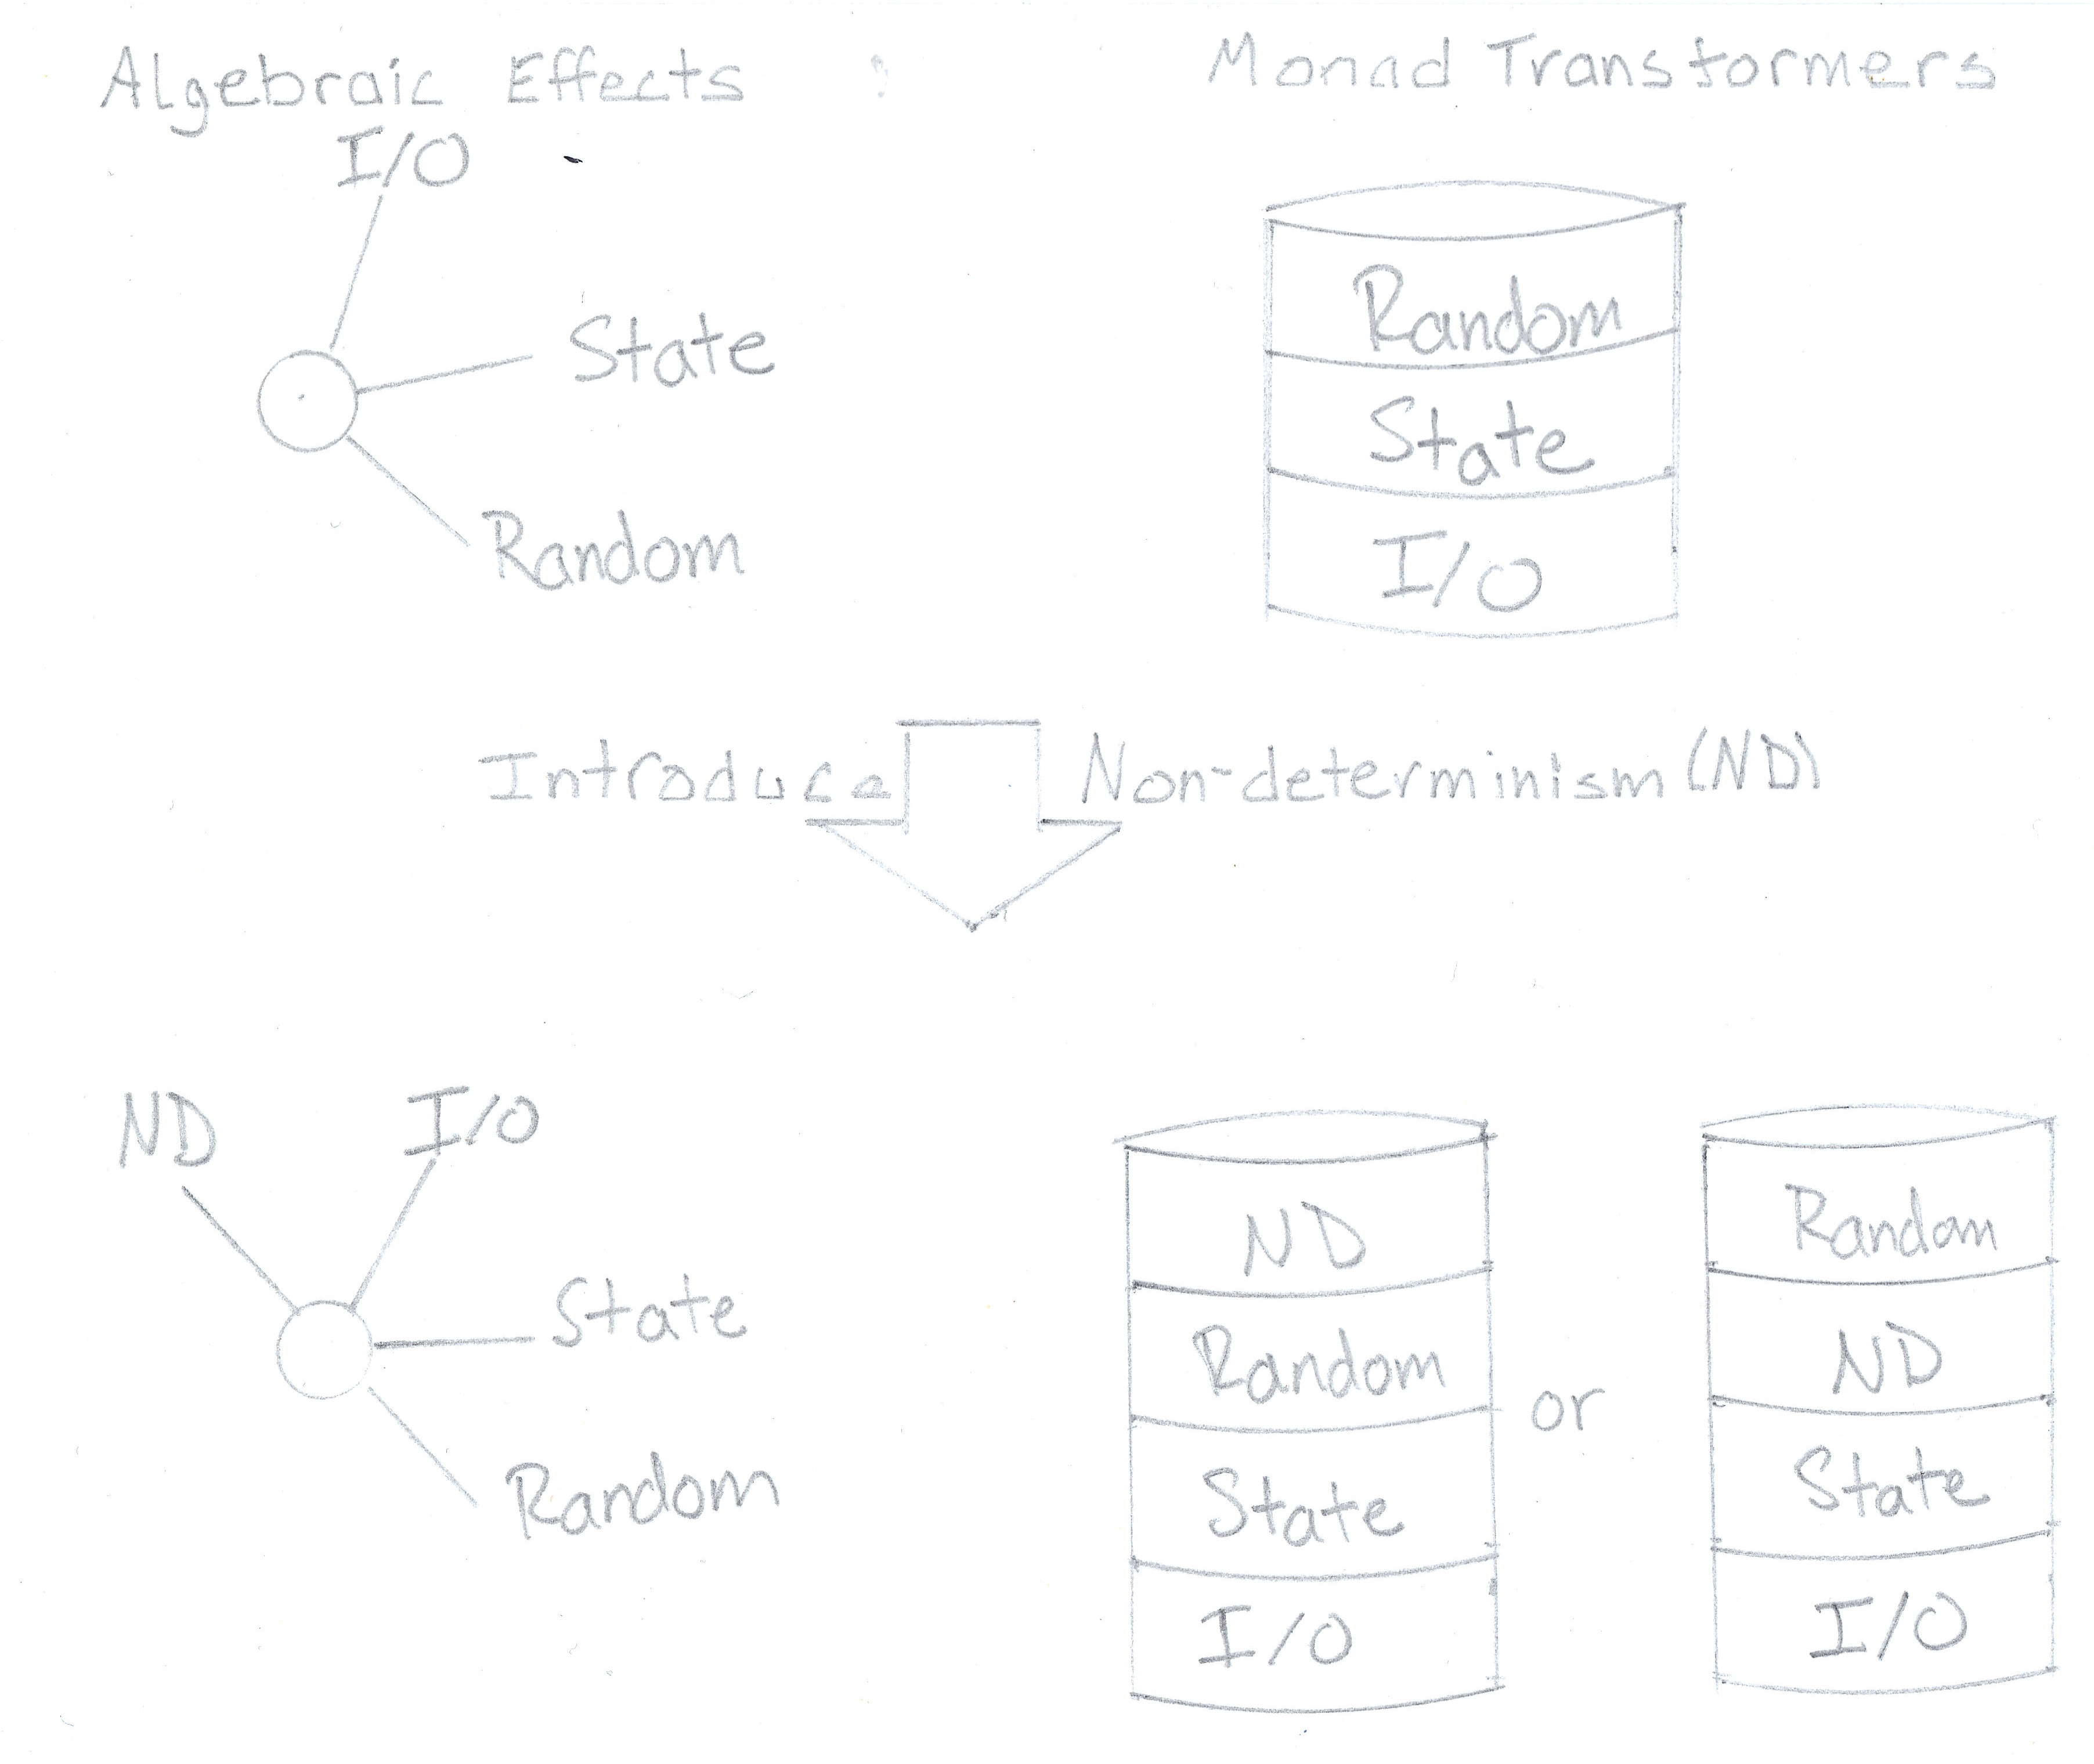 Algebraic Effects
Monad Transformers
I/O
State
Random
Random
State
I/O
Introduce
Non-determinism (ND)
ND
I/O
State
Random
ND
Random
State
I/O
or
Random
ND
State
I/O